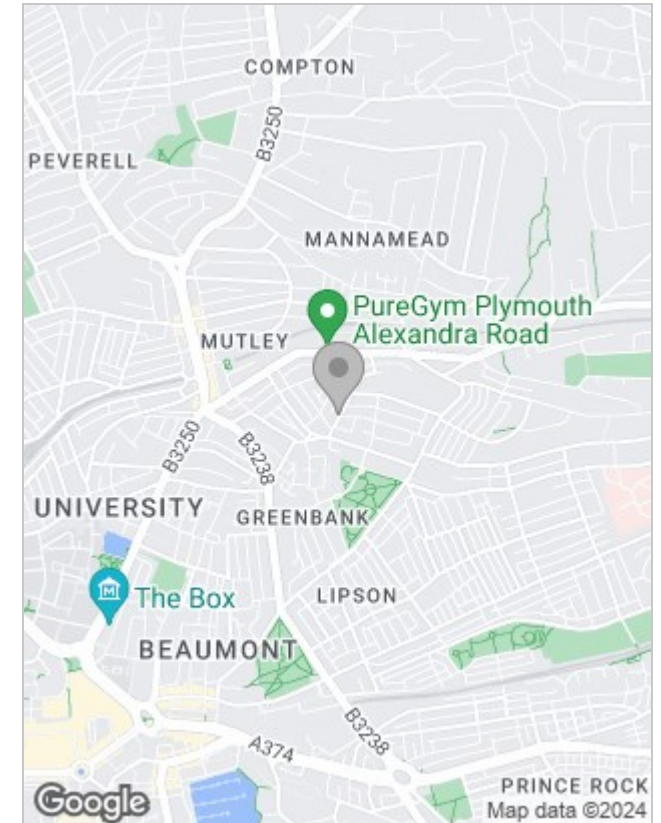 COMPTON
B3250
PEVERELL
MANNAMEAD
PureGym Plymouth
Alexandra Road
MUTLEY
B3250
B3238
UNIVERSITY
GREENBANK
The Box
LIPSON
BEAUMONT
B3238
A374
PRINCE ROCK
Google
Map data ©2024